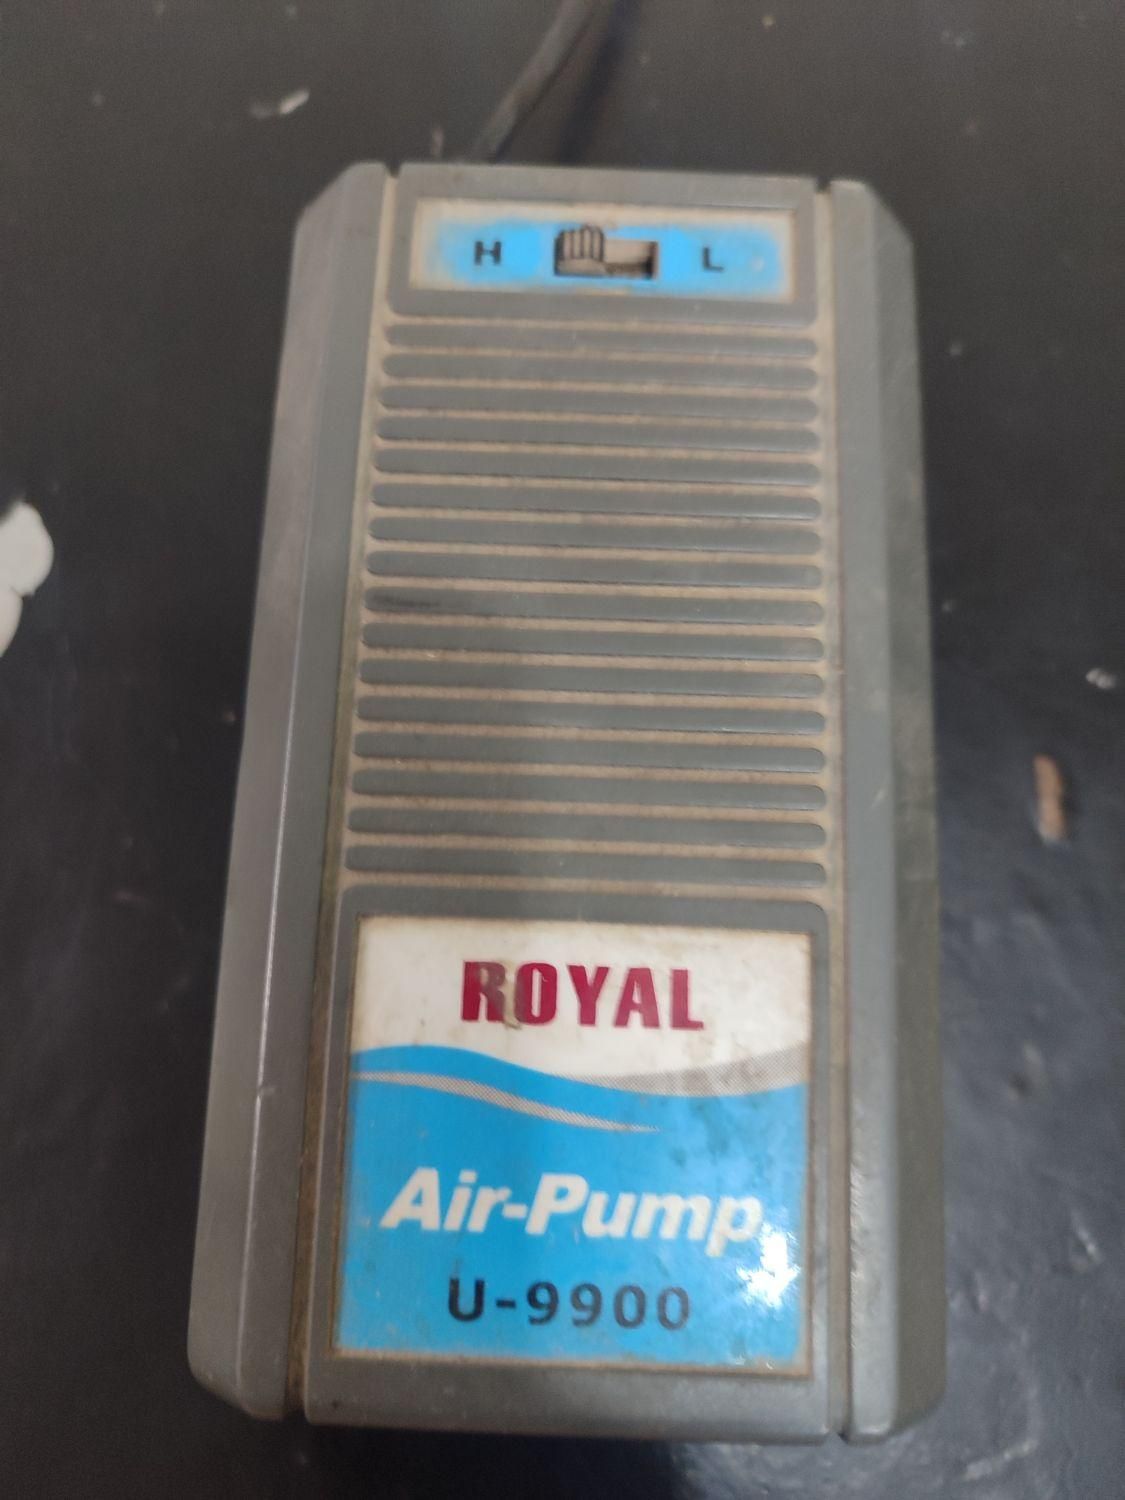 H L
ROYAL
Air-Pump
U-9900